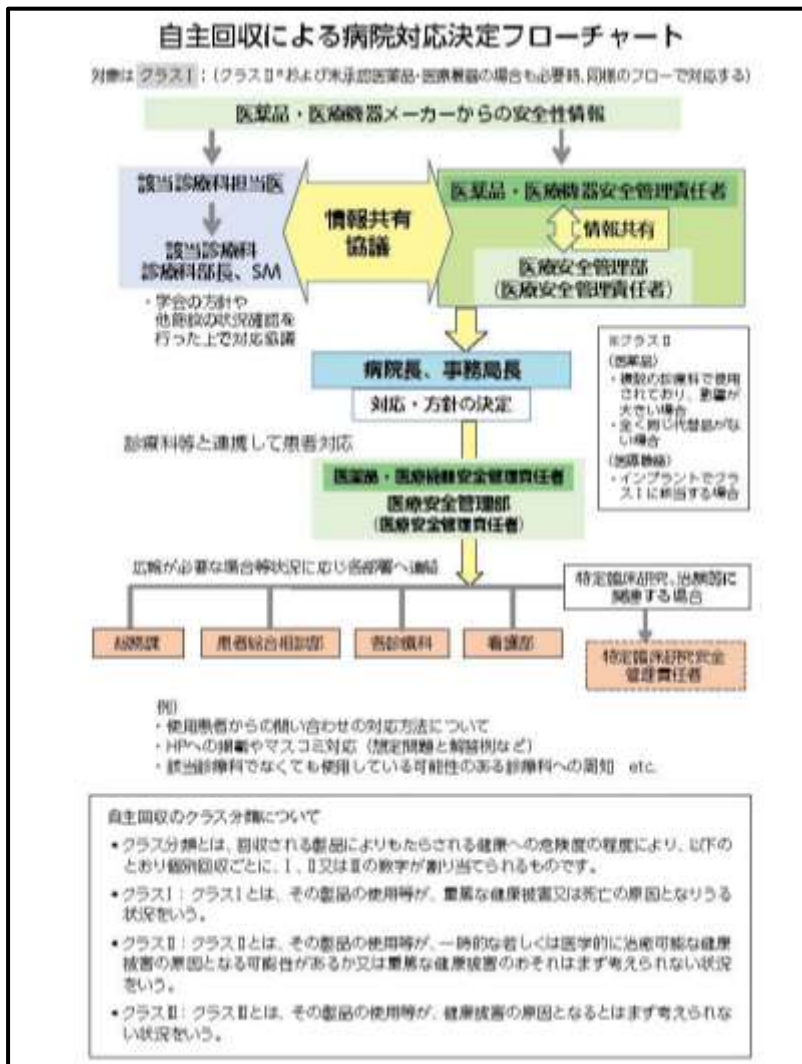 自主回収による病院対応決定フローチャート
対象は クラスⅠ：（クラスⅡ※および未承認医薬品・医療機器の場合も必要時、同様のフローで対応する）
医薬品・医療機器メーカーからの安全性情報
該当診療科担当医
該当診療科
診療科部長、SM
・学会の方針や
他施設の状況確認を
行った上で対応協議
情報共有
協議
医薬品・医療機器安全管理責任者
情報共有
医療安全管理部
（医療安全管理責任者）
病院長、事務局長
対応・方針の決定
※クラスⅡ
（医薬品）
・複数の診療科で使用
されており、影響が
大きい場合
・全く同じ代替品がな
い場合
（医療機器）
・インプラントでクラ
スⅠに該当する場合
診療科等と連携して患者対応
医薬品・医療機器安全管理責任者
医療安全管理部
（医療安全管理責任者）
広報が必要な場合等状況に応じ各部署へ連絡
特定臨床研究、治験等に
関連する場合
総務課
患者総合相談部
各診療科
看護部
特定臨床研究安全
管理責任者
例）
・使用患者からの問い合わせの対応方法について
・HPへの掲載やマスコミ対応（想定問題と解答例など）
・該当診療科でなくても使用している可能性のある診療科への周知 etc.
自主回収のクラス分類について
•クラス分類とは、回収される製品によりもたらされる健康への危険度の程度により、以下の
とおり個別回収ごとに、Ⅰ、Ⅱ又はⅢの数字が割り当てられるものです。
•クラスⅠ：クラスⅠとは、その製品の使用等が、重篤な健康被害又は死亡の原因となりうる
状況をいう。
•クラスⅡ：クラスⅡとは、その製品の使用等が、一時的な若しくは医学的に治癒可能な健康
被害の原因となる可能性があるか又は重篤な健康被害のおそれはまず考えられない状況
をいう。
•クラスⅢ：クラスⅢとは、その製品の使用等が、健康被害の原因となるとはまず考えられな
い状況をいう。